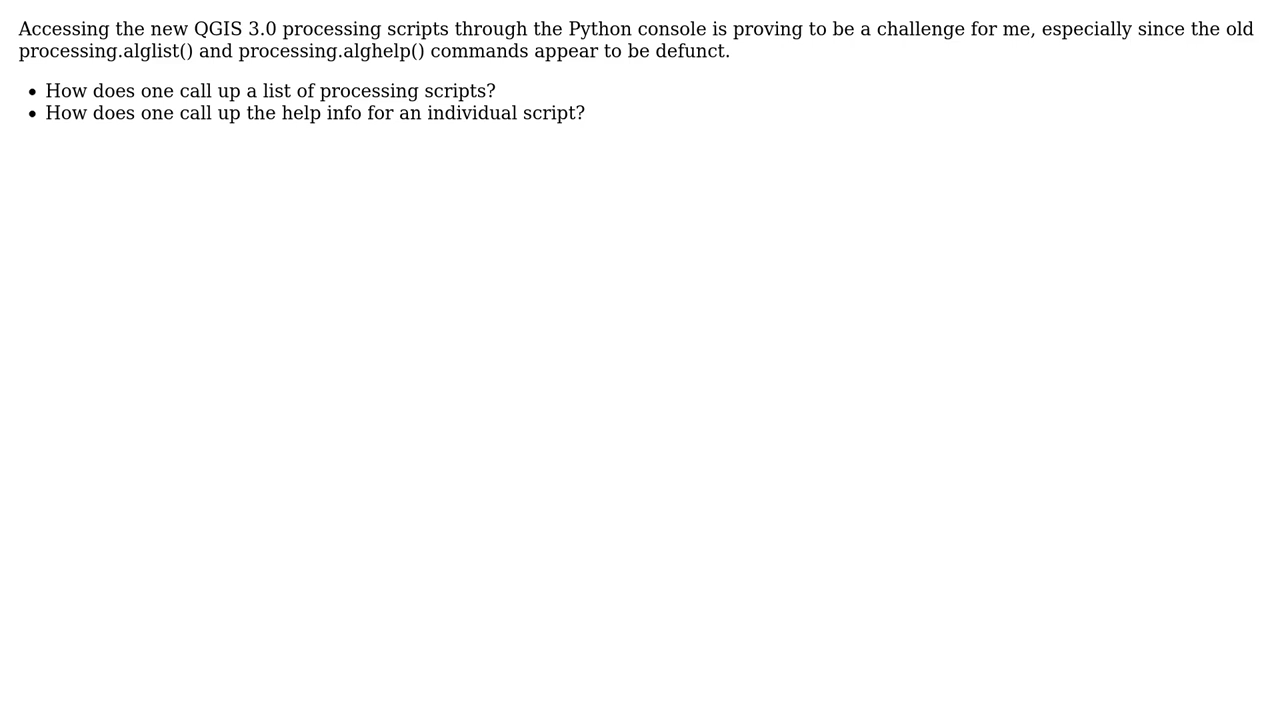 Accessing the new QGIS 3.0 processing scripts through the Python console is proving to be a challenge for me, especially since the old
processing.alglist() and processing.alghelp() commands appear to be defunct.
• How does one call up a list of processing scripts?
• How does one call up the help info for an individual script?